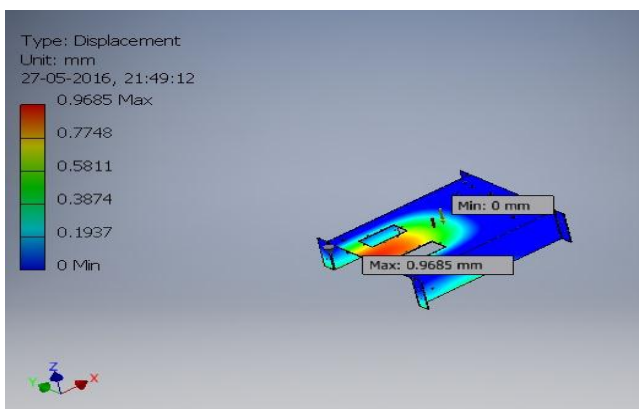 Type: Displacement
Unit: mm
27-05-2016, 21:49:12
0.9685 Max
0.7748
0.5811
0.3874
0.1937
0 Min
Min: 0 mm
Max: 0.9685 mm
Z
Y
X